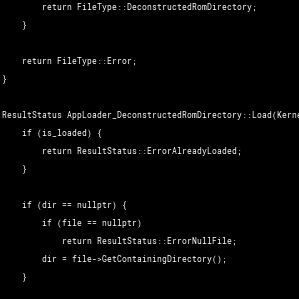 return FileType::DeconstructedRomDirectory;
}
return FileType::Error;
}
ResultStatus AppLoader_DeconstructedRomDirectory::Load(Kerne
if (is_loaded) {
return ResultStatus::ErrorAlreadyLoaded;
}
if (dir == nullptr) {
if (file == nullptr)
return ResultStatus::ErrorNullFile;
dir = file->GetContainingDirectory();
}